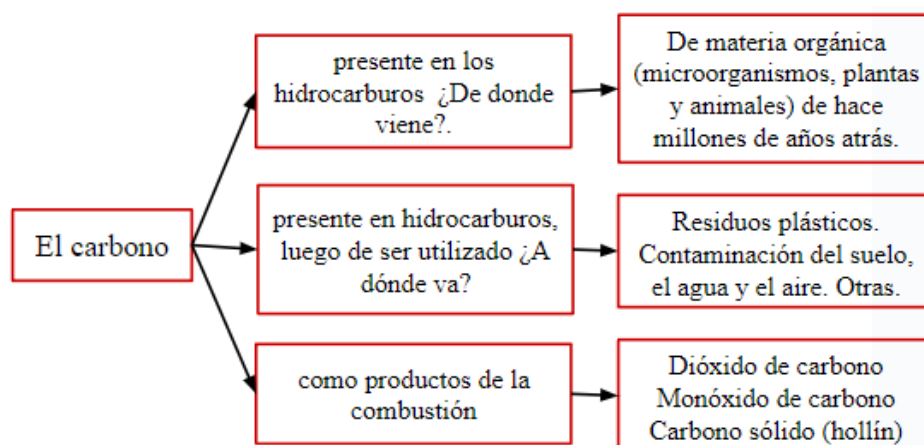 El carbono
presente en los
hidrocarburos ¿De donde
viene?.
De materia orgánica
(microorganismos, plantas
y animales) de hace
millones de años atrás.
presente en hidrocarburos,
luego de ser utilizado ¿A
dónde va?
Residuos plásticos.
Contaminación del suelo,
el agua y el aire. Otras.
como productos de la
combustión
Dióxido de carbono
Monóxido de carbono
Carbono sólido (hollín)